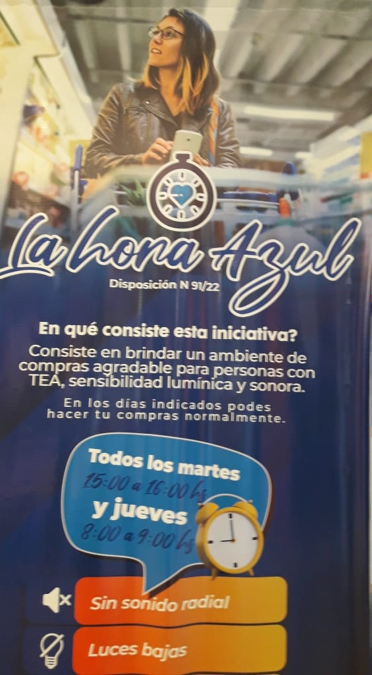 La hora Azul
Disposición N 91/22
En qué consiste esta iniciativa?
Consiste en brindar un ambiente de
compras agradable para personas con
TEA, sensibilidad lumínica y sonora.
En los días indicados podes
hacer tu compras normalmente.
Todos los martes
15:00 a 16:00 hs
y jueves
8:00 a 9:00 hs
Sin sonido radial
Luces bajas